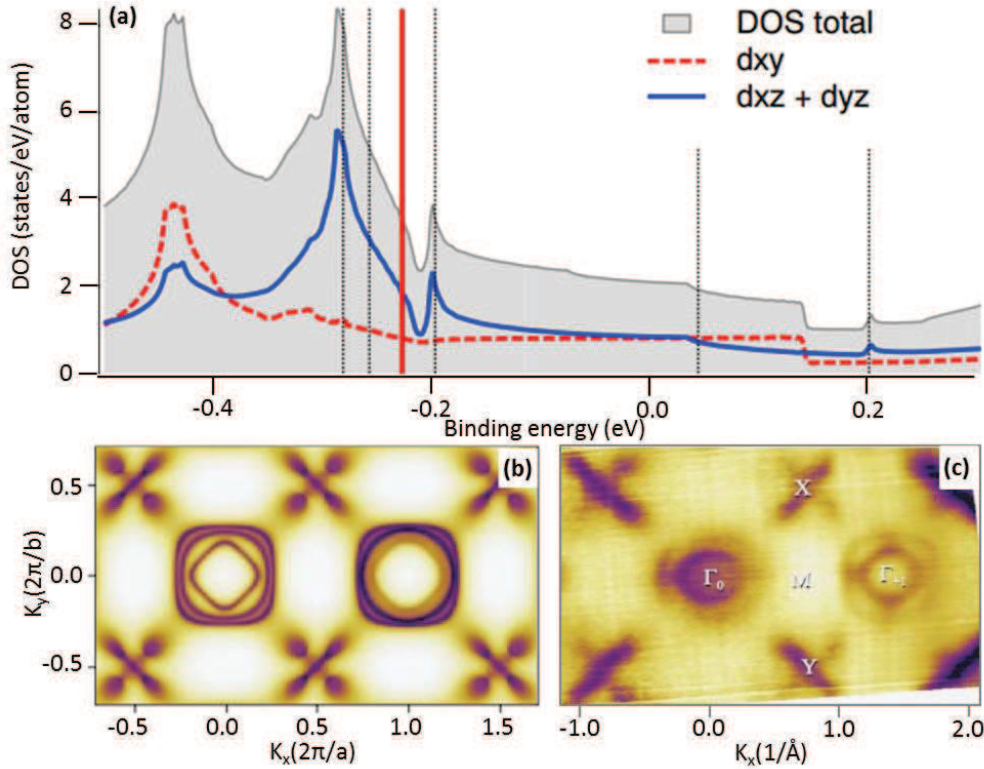 (a)
DOS total
dxy
dxz + dyz
8
6
4
2
0
DOS (states/eV/atom)
-0.4 -0.2 0.0 0.2
Binding energy (eV)
(b)
0.5
0.0
-0.5
Ky(2π/b)
-0.5 0.0 0.5 1.0 1.5
Kx(2π/a)
(c)
X
Γ0 M Γ+1
Y
-1.0 0.0 1.0 2.0
Kx(1/Å)